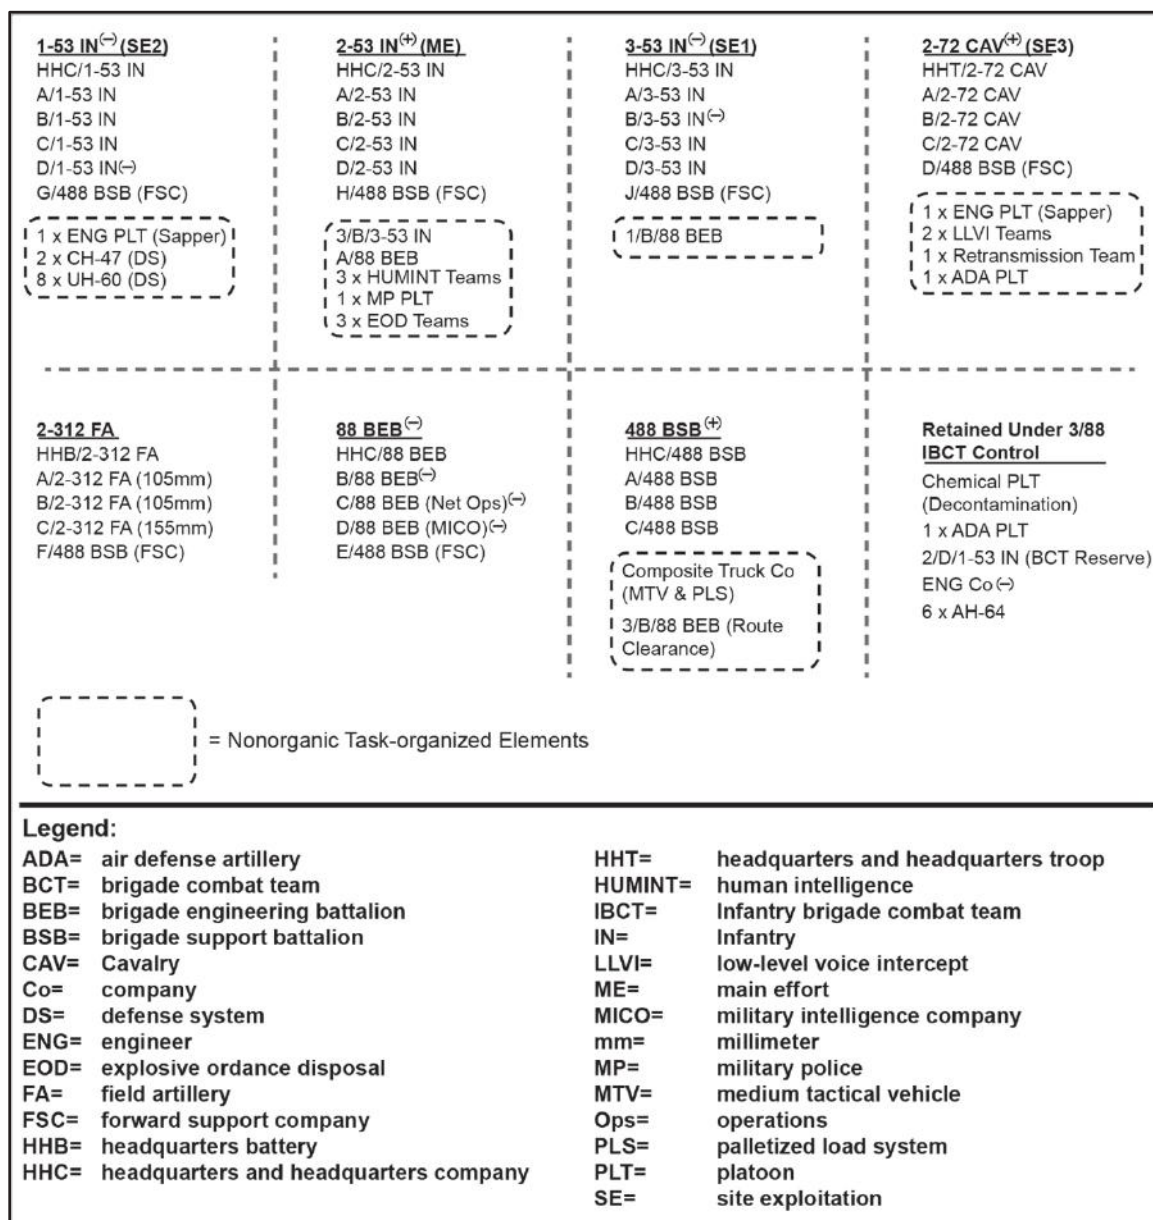 1-53 IN(-) (SE2)
HHC/1-53 IN
A/1-53 IN
B/1-53 IN
C/1-53 IN
D/1-53 IN(-)
G/488 BSB (FSC)
1 x ENG PLT (Sapper)
2 x CH-47 (DS)
8 x UH-60 (DS)
2-53 IN(+) (ME)
HHC/2-53 IN
A/2-53 IN
B/2-53 IN
C/2-53 IN
D/2-53 IN
H/488 BSB (FSC)
3/B/3-53 IN
A/88 BEB
3 x HUMINT Teams
1 x MP PLT
3 x EOD Teams
3-53 IN(-) (SE1)
HHC/3-53 IN
A/3-53 IN
B/3-53 IN(-)
C/3-53 IN
D/3-53 IN
J/488 BSB (FSC)
1/B/88 BEB
2-72 CAV(+) (SE3)
HHT/2-72 CAV
A/2-72 CAV
B/2-72 CAV
C/2-72 CAV
D/488 BSB (FSC)
1 x ENG PLT (Sapper)
2 x LLVI Teams
1 x Retransmission Team
1 x ADA PLT
2-312 FA
HHB/2-312 FA
A/2-312 FA (105mm)
B/2-312 FA (105mm)
C/2-312 FA (155mm)
F/488 BSB (FSC)
88 BEB(-)
HHC/88 BEB
B/88 BEB(-)
C/88 BEB (Net Ops)(-)
D/88 BEB (MICO)(-)
E/488 BSB (FSC)
488 BSB(+)
HHC/488 BSB
A/488 BSB
B/488 BSB
C/488 BSB
Composite Truck Co
(MTV & PLS)
3/B/88 BEB (Route
Clearance)
Retained Under 3/88
IBCT Control
Chemical PLT
(Decontamination)
1 x ADA PLT
2/D/1-53 IN (BCT Reserve)
ENG Co(-)
6 x AH-64
= Nonorganic Task-organized Elements
Legend:
ADA= air defense artillery
BCT= brigade combat team
BEB= brigade engineering battalion
BSB= brigade support battalion
CAV= Cavalry
Co= company
DS= defense system
ENG= engineer
EOD= explosive ordance disposal
FA= field artillery
FSC= forward support company
HHB= headquarters battery
HHC= headquarters and headquarters company
HHT= headquarters and headquarters troop
HUMINT= human intelligence
IBCT= Infantry brigade combat team
IN= Infantry
LLVI= low-level voice intercept
ME= main effort
MICO= military intelligence company
mm= millimeter
MP= military police
MTV= medium tactical vehicle
Ops= operations
PLS= palletized load system
PLT= platoon
SE= site exploitation